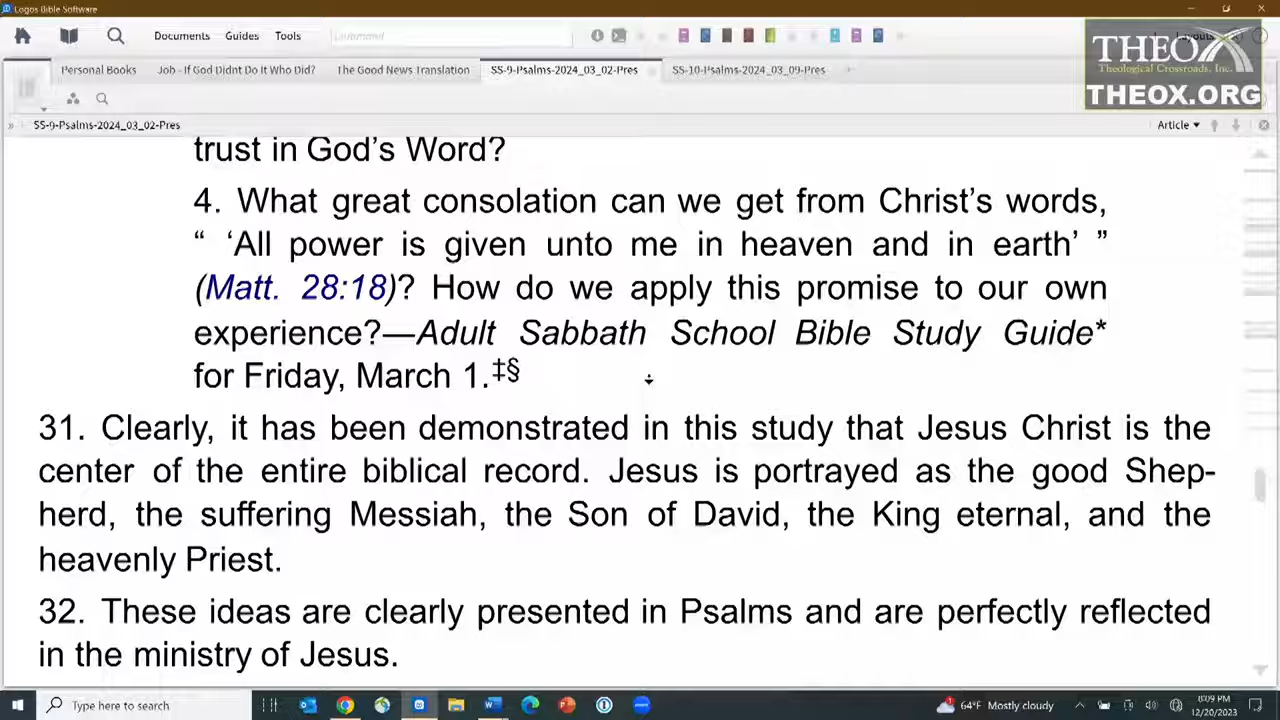 Logos Bible Software
Documents Guides Tools
Command
THEOX
Theological Crossroads, Inc.
THEOX.ORG
Personal Books Job - If God Didnt Do It Who Did? The Good News From SS-9-Psalms-2024_03_02-Pres SS-10-Psalms-2024_03_09-Pres
SS-9-Psalms-2024_03_02-Pres Article
trust in God’s Word?
4. What great consolation can we get from Christ’s words,
“ ‘All power is given unto me in heaven and in earth’ ”
(Matt. 28:18)? How do we apply this promise to our own
experience?—Adult Sabbath School Bible Study Guide*
for Friday, March 1.‡§
31. Clearly, it has been demonstrated in this study that Jesus Christ is the
center of the entire biblical record. Jesus is portrayed as the good Shep-
herd, the suffering Messiah, the Son of David, the King eternal, and the
heavenly Priest.
32. These ideas are clearly presented in Psalms and are perfectly reflected
in the ministry of Jesus.
Type here to search 64°F Mostly cloudy 8:09 PM
12/20/2023